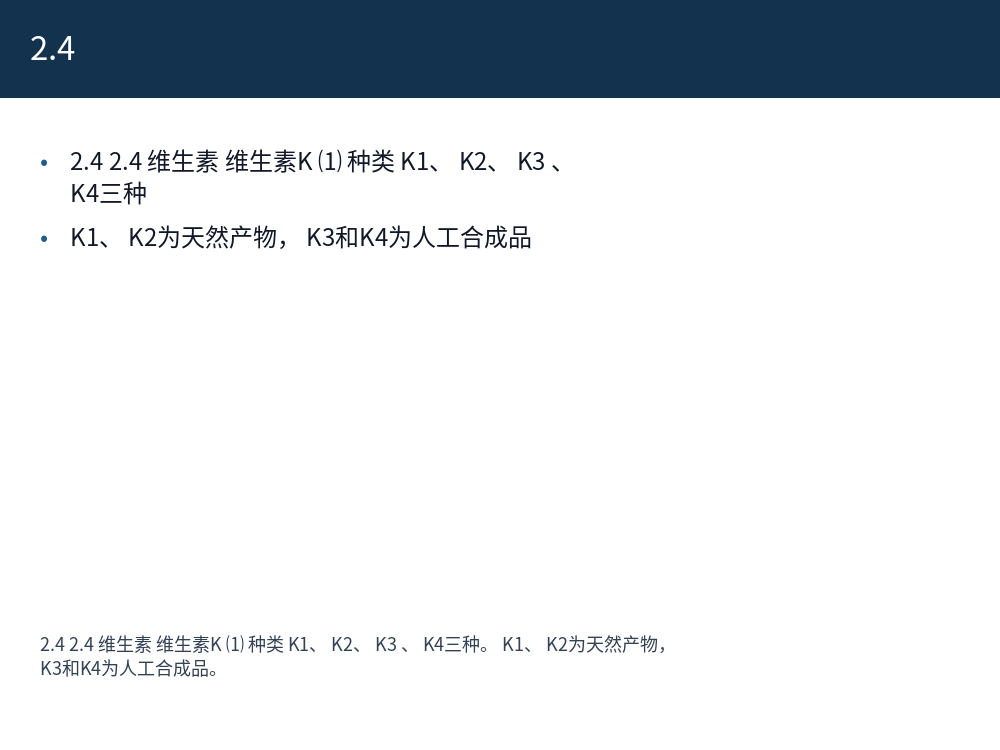 2.4
• 2.4 2.4 维生素 维生素K ⑴ 种类 K1、 K2、 K3 、
K4三种
• K1、 K2为天然产物， K3和K4为人工合成品
2.4 2.4 维生素 维生素K ⑴ 种类 K1、 K2、 K3 、 K4三种。 K1、 K2为天然产物，
K3和K4为人工合成品。